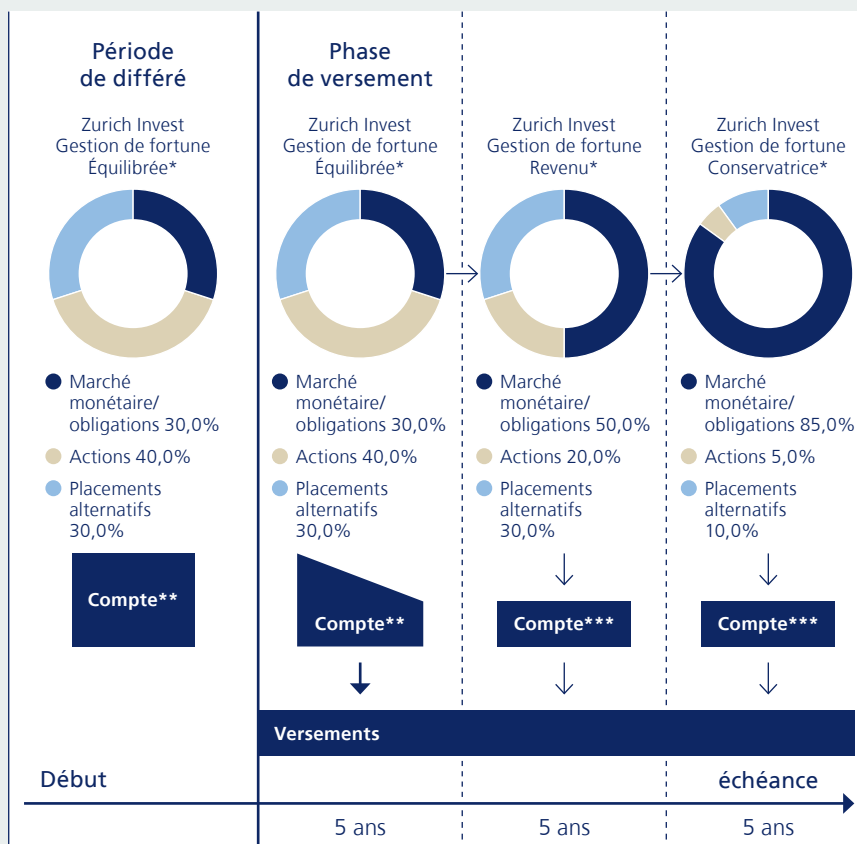 Période
de différé
Zurich Invest
Gestion de fortune
Équilibrée*
Marché
monétaire/
obligations 30,0%
Actions 40,0%
Placements
alternatifs
30,0%
Compte**
Phase
de versement
Zurich Invest
Gestion de fortune
Équilibrée*
Marché
monétaire/
obligations 30,0%
Actions 40,0%
Placements
alternatifs
30,0%
Compte**
Zurich Invest
Gestion de fortune
Revenu*
Marché
monétaire/
obligations 50,0%
Actions 20,0%
Placements
alternatifs
30,0%
Compte***
Zurich Invest
Gestion de fortune
Conservatrice*
Marché
monétaire/
obligations 85,0%
Actions 5,0%
Placements
alternatifs
10,0%
Compte***
Versements
Début
échéance
5 ans
5 ans
5 ans